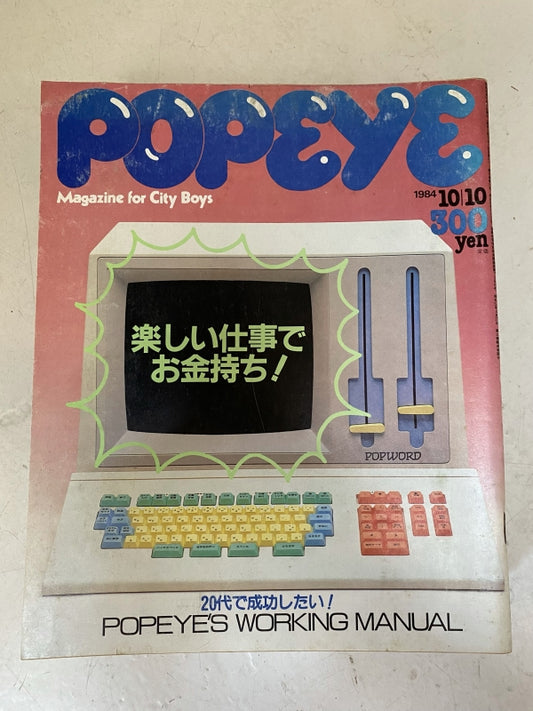 POPEYE
Magazine for City Boys
1984 10|10
300
yen
楽しい仕事で
お金持ち!
POPWORD
20代で成功したい!
POPEYE'S WORKING MANUAL